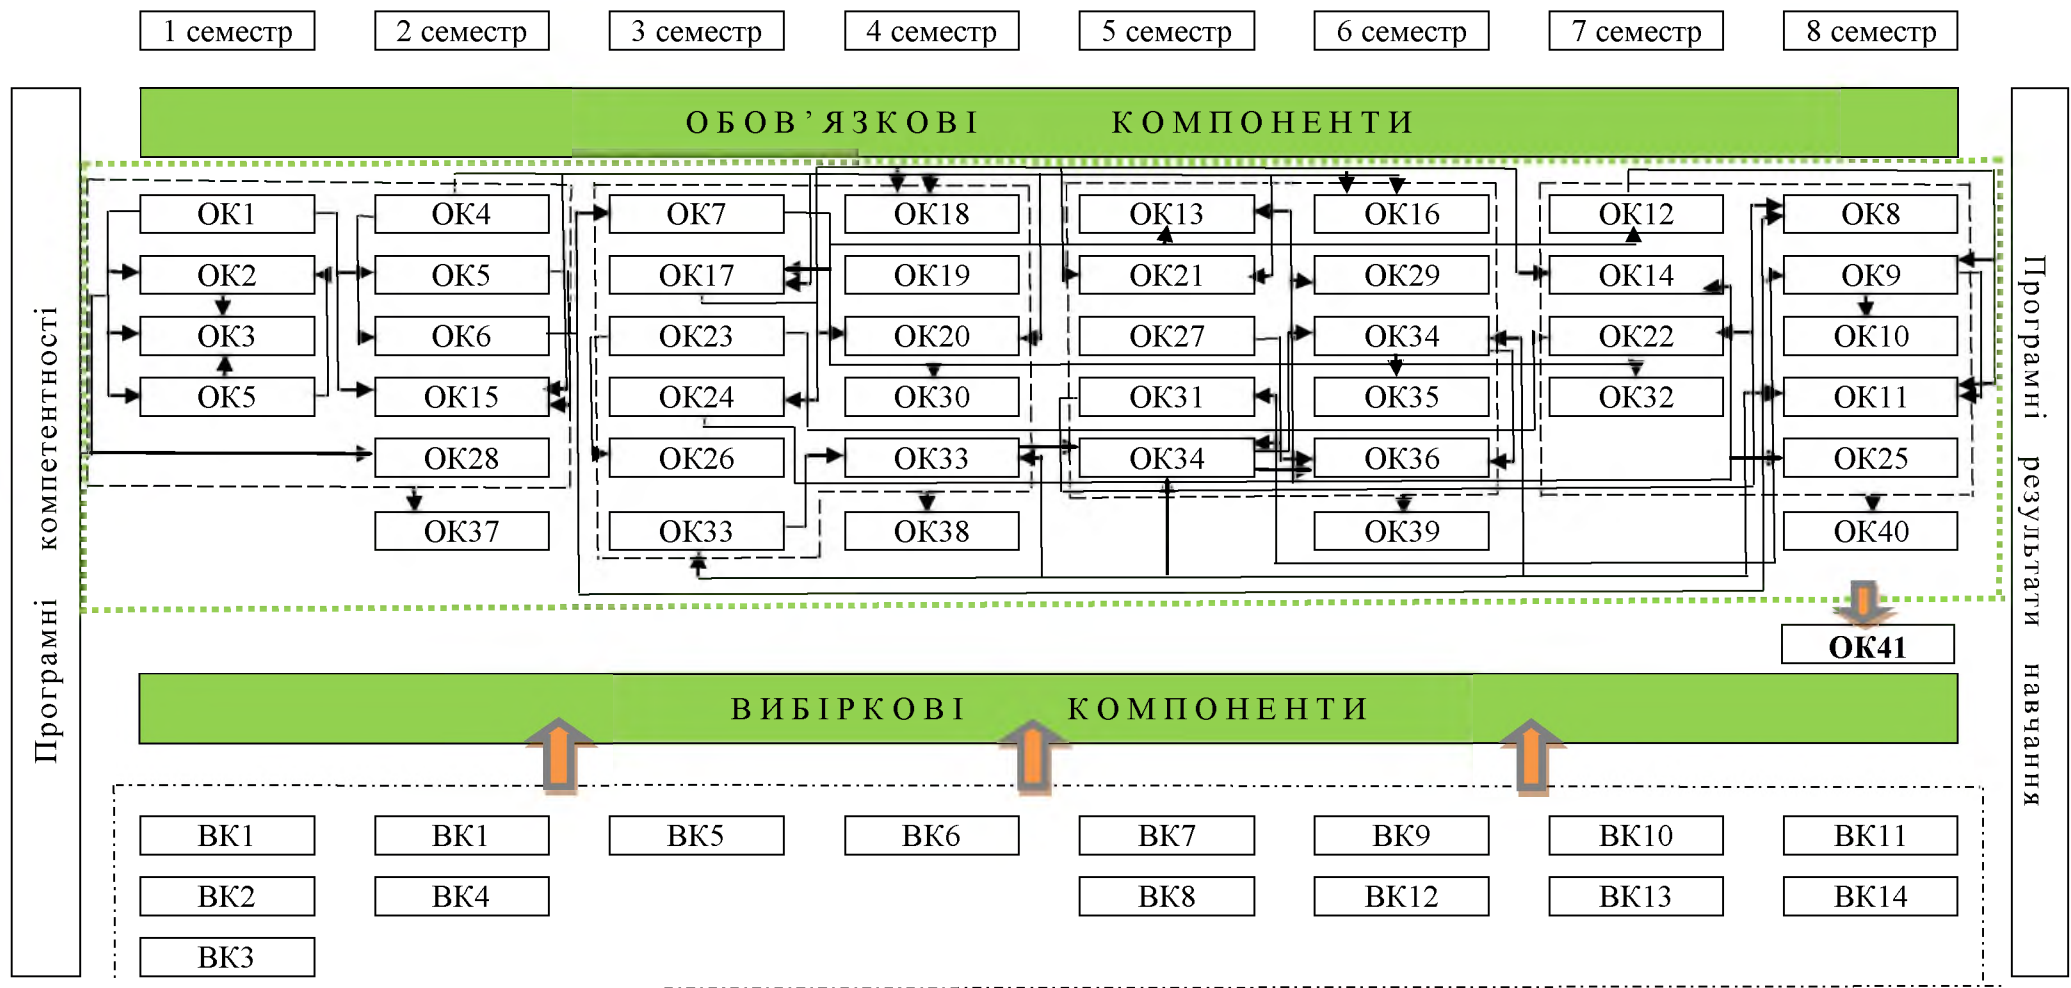 1 семестр 2 семестр 3 семестр 4 семестр 5 семестр 6 семестр 7 семестр 8 семестр
ОБОВ’ЯЗКОВІ КОМПОНЕНТИ
ОК1 ОК4 ОК7 ОК18 ОК13 ОК16 ОК12 ОК8
ОК2 ОК5 ОК17 ОК19 ОК21 ОК29 ОК14 ОК9
ОК3 ОК6 ОК23 ОК20 ОК27 ОК34 ОК22 ОК10
ОК5 ОК15 ОК24 ОК30 ОК31 ОК35 ОК32 ОК11
ОК28 ОК26 ОК33 ОК34 ОК36 ОК25
ОК37 ОК33 ОК38 ОК39 ОК40
ОК41
ВИБІРКОВІ КОМПОНЕНТИ
ВК1 ВК1 ВК5 ВК6 ВК7 ВК9 ВК10 ВК11
ВК2 ВК4 ВК8 ВК12 ВК13 ВК14
ВК3
Програмні компетентності
Програмні результати навчання